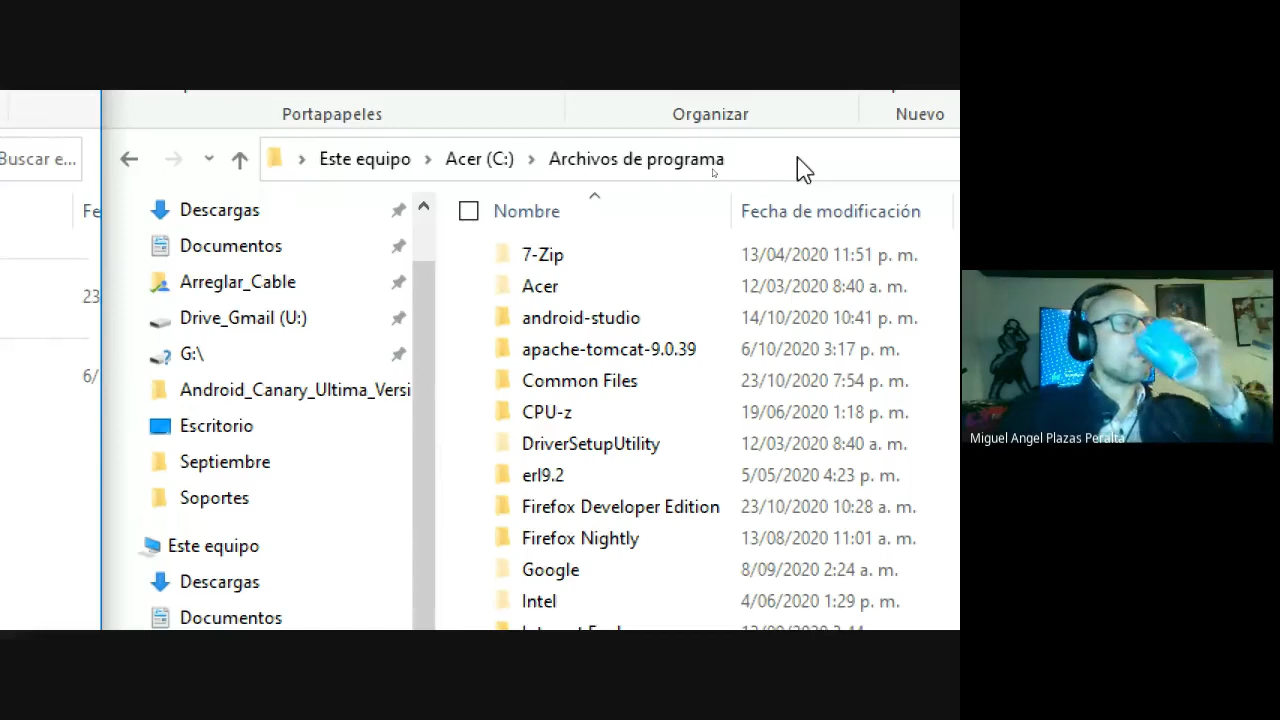 Portapapeles
Organizar
Nuevo
Buscar e...
Este equipo
Acer (C:)
Archivos de programa
Fe
Descargas
Documentos
Arreglar_Cable
Drive_Gmail (U:)
G:\
Android_Canary_Ultima_Versi
Escritorio
Septiembre
Soportes
Este equipo
Descargas
Documentos
23
6/
Nombre Fecha de modificación
7-Zip 13/04/2020 11:51 p. m.
Acer 12/03/2020 8:40 a. m.
android-studio 14/10/2020 10:41 p. m.
apache-tomcat-9.0.39 6/10/2020 3:17 p. m.
Common Files 23/10/2020 7:54 p. m.
CPU-z 19/06/2020 1:18 p. m.
DriverSetupUtility 12/03/2020 8:40 a. m.
erl9.2 5/05/2020 4:23 p. m.
Firefox Developer Edition 23/10/2020 10:28 a. m.
Firefox Nightly 13/08/2020 11:01 a. m.
Google 8/09/2020 2:24 a. m.
Intel 4/06/2020 1:29 p. m.
Miguel Angel Plazas Peralta